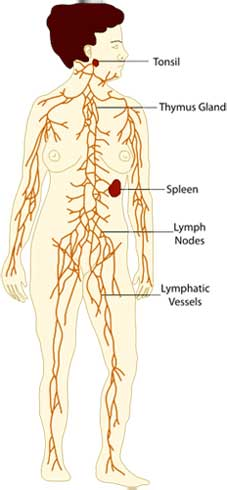 Tonsil
Thymus Gland
Spleen
Lymph
Nodes
Lymphatic
Vessels